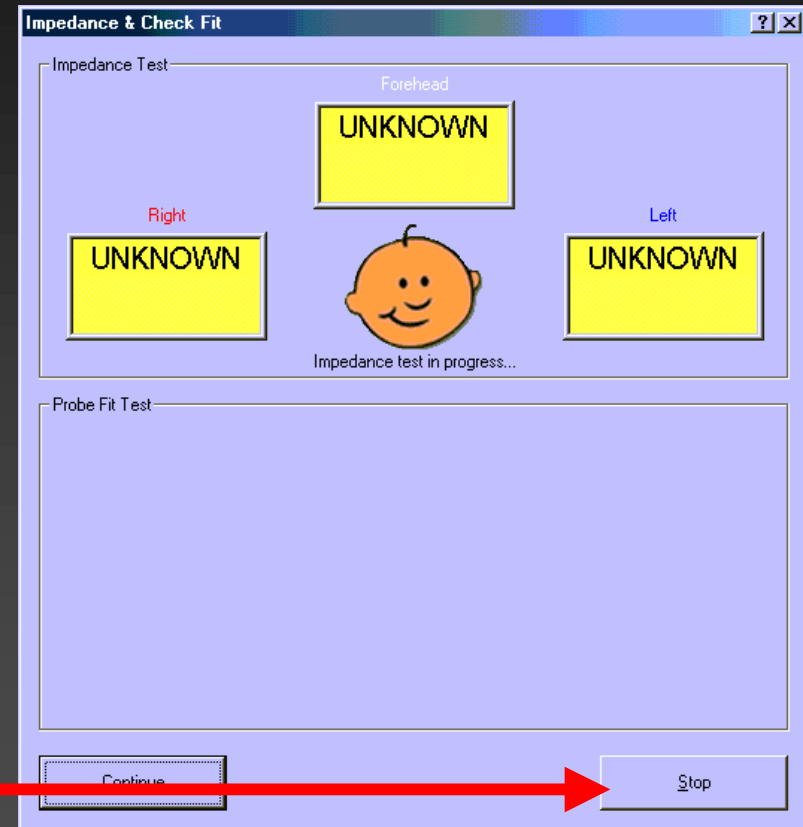 Impedance & Check Fit
Impedance Test
Forehead
UNKNOWN
Right
Left
UNKNOWN
UNKNOWN
Impedance test in progress...
Probe Fit Test
Continue
Stop